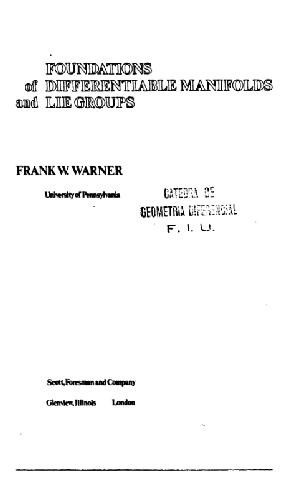 FOUNDATIONS
of DIFFERENTIABLE MANIFOLDS
and LIE GROUPS
FRANK W. WARNER
University of Pennsylvania
CATEDRA DE
GEOMETRIA DIFERENCIAL
F. I. U.
Scott, Foresman and Company
Glenview, Illinois London